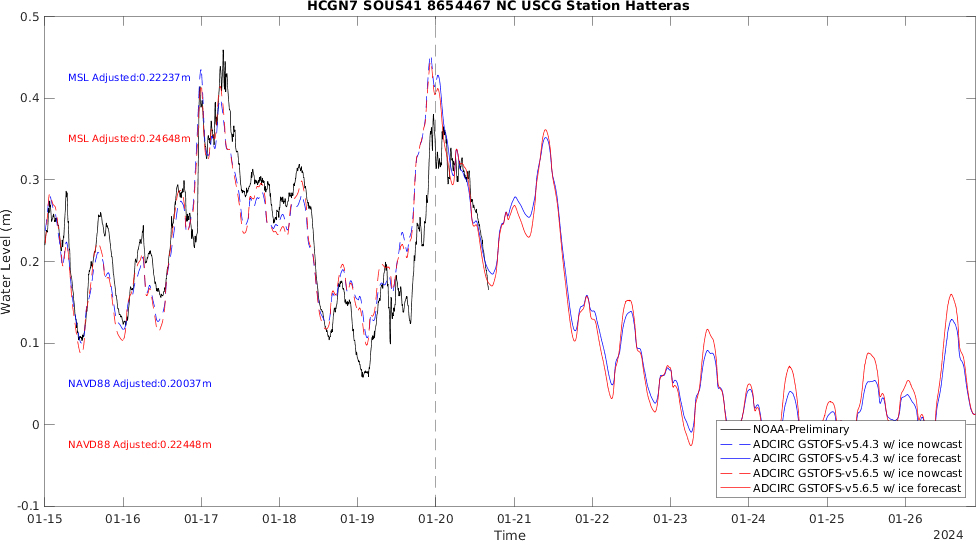 HCGN7 SOUS41 8654467 NC USCG Station Hatteras
0.5
MSL Adjusted:0.22237m
0.4
MSL Adjusted:0.24648m
0.3
Water Level (m)
0.2
0.1
NAVD88 Adjusted:0.20037m
0
NAVD88 Adjusted:0.22448m
-0.1
NOAA-Preliminary
ADCIRC GSTOFS-v5.4.3 w/ ice nowcast
ADCIRC GSTOFS-v5.4.3 w/ ice forecast
ADCIRC GSTOFS-v5.6.5 w/ ice nowcast
ADCIRC GSTOFS-v5.6.5 w/ ice forecast
01-15 01-16 01-17 01-18 01-19 01-20 01-21 01-22 01-23 01-24 01-25 01-26
Time
2024